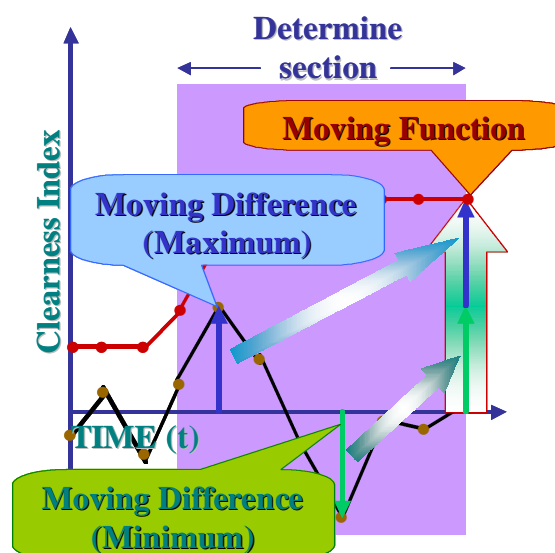 Determine
section
Moving Function
Moving Difference
(Maximum)
Clearness Index
TIME (t)
Moving Difference
(Minimum)